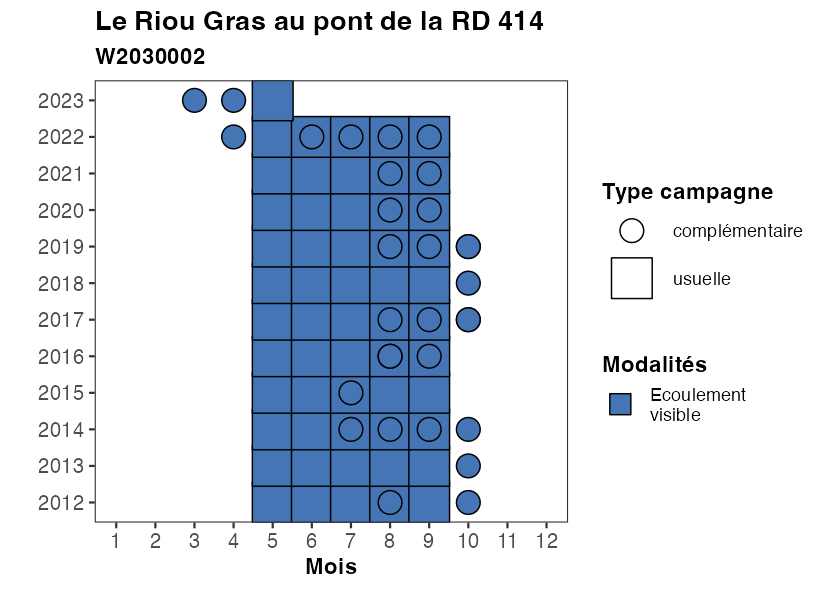 Le Riou Gras au pont de la RD 414
W2030002
2023
2022
2021
2020
2019
2018
2017
2016
2015
2014
2013
2012
1 2 3 4 5 6 7 8 9 10 11 12
Mois
Type campagne
complémentaire
usuelle
Modalités
Ecoulement
visible